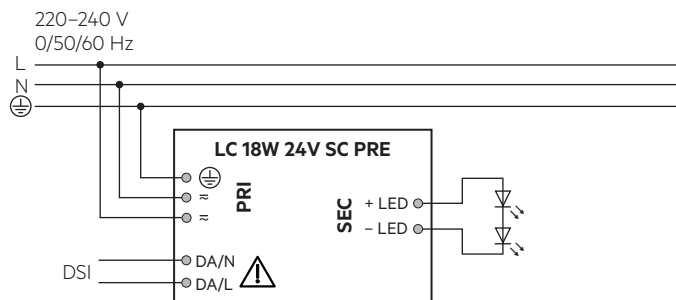 220–240 V
0/50/60 Hz
L
N
LC 18W 24V SC PRE
PRI
≂
≂
SEC
+ LED
– LED
DSI
DA/N
DA/L